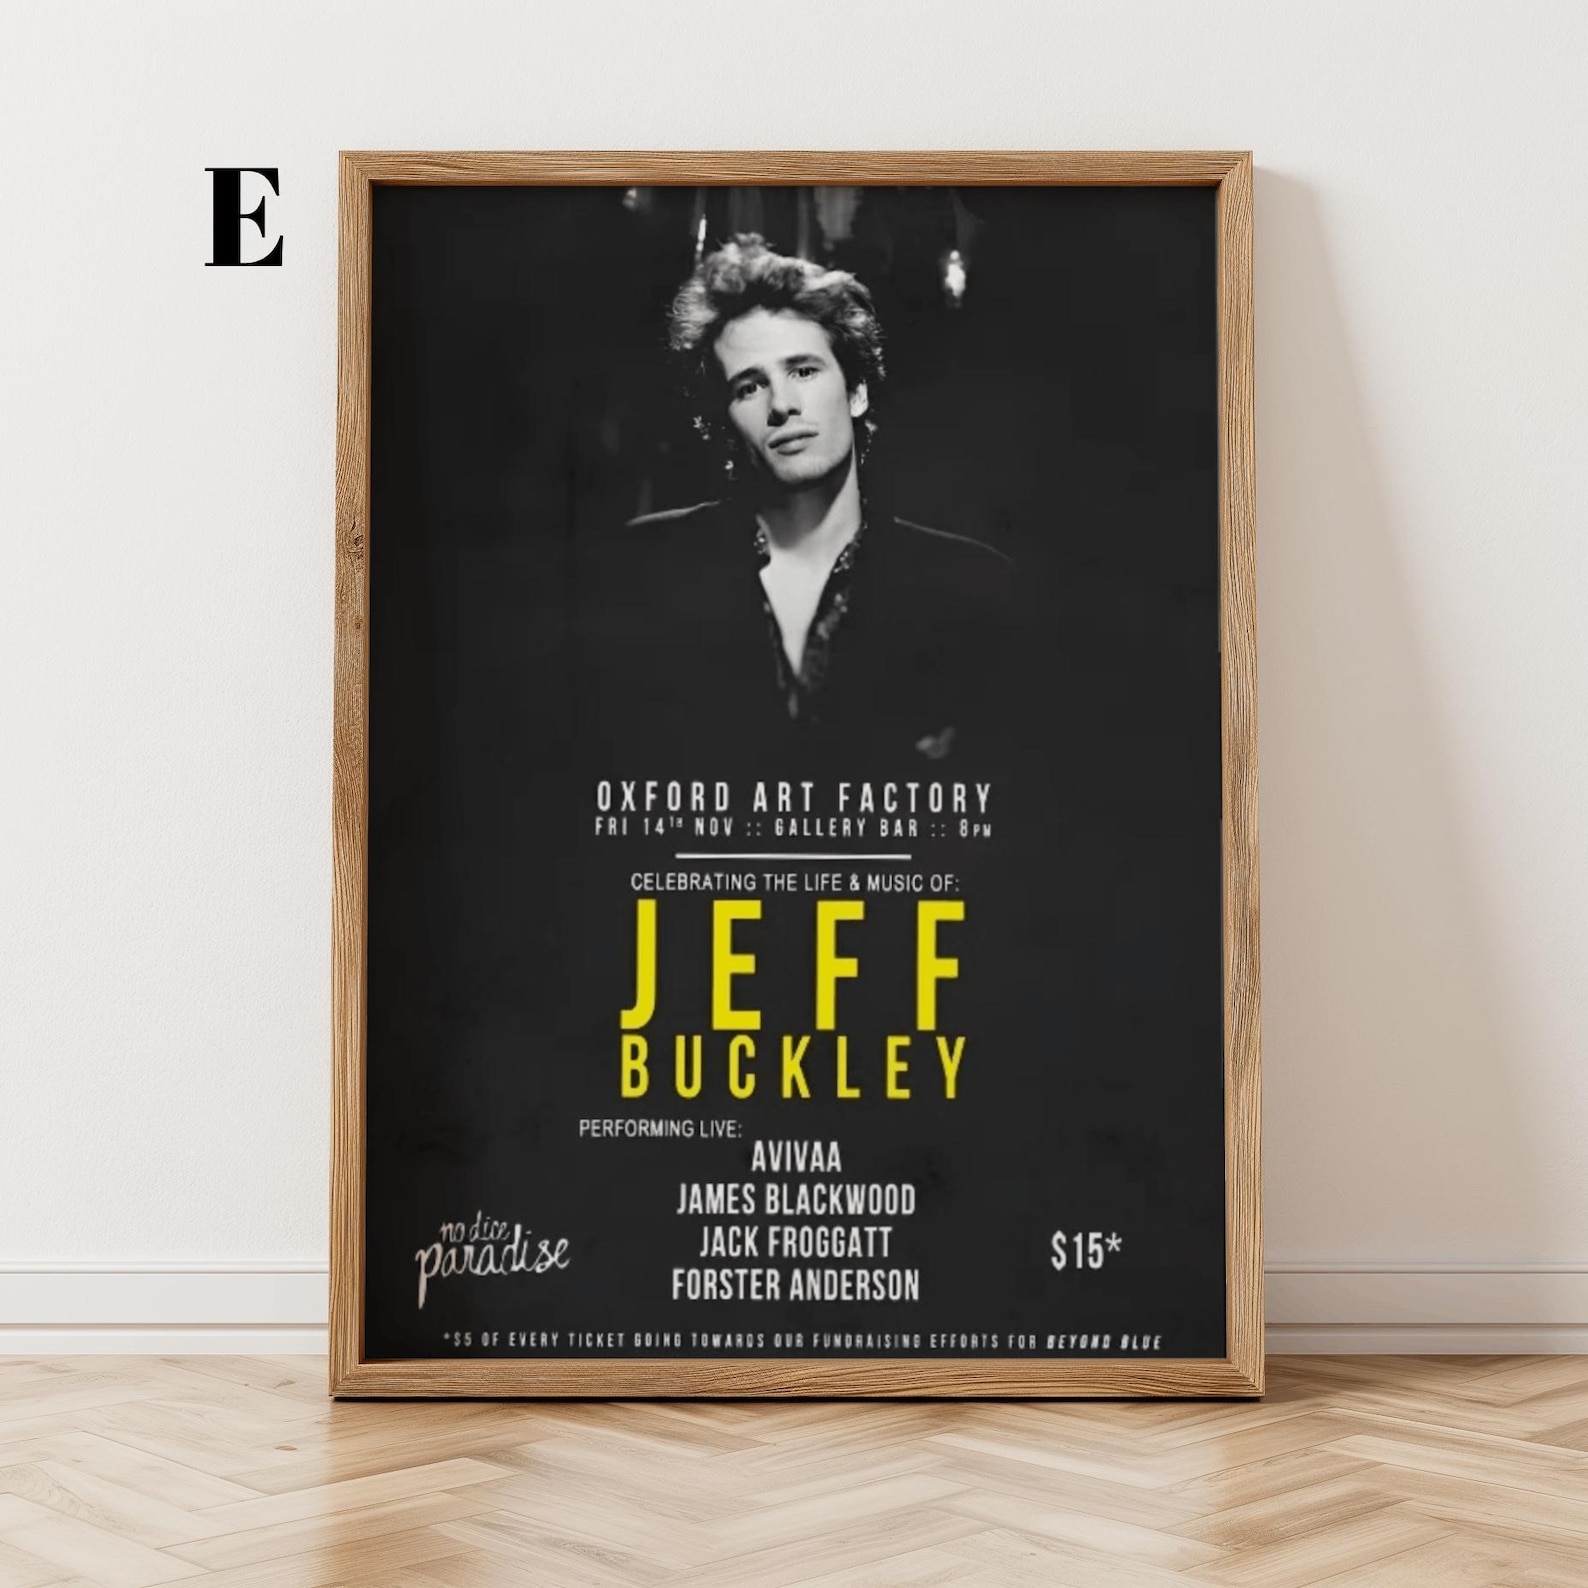 E
OXFORD ART FACTORY
FRI 14TH NOV :: GALLERY BAR :: 8PM
CELEBRATING THE LIFE & MUSIC OF:
JEFF
BUCKLEY
PERFORMING LIVE:
AVIVAA
JAMES BLACKWOOD
JACK FROGGATT
FORSTER ANDERSON
no dice
paradise
$15*
*$5 OF EVERY TICKET GOING TOWARDS OUR FUNDRAISING EFFORTS FOR BEYOND BLUE